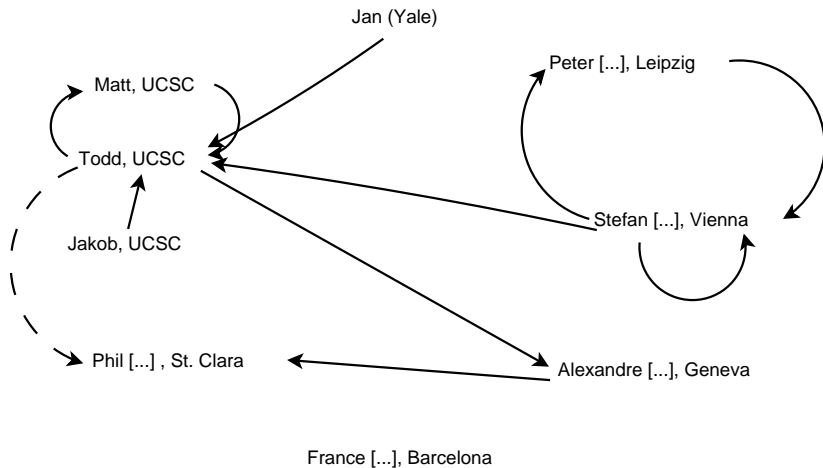 Jan (Yale)
Peter [...], Leipzig
Matt, UCSC
Todd, UCSC
Stefan [...], Vienna
Jakob, UCSC
Phil [...] , St. Clara
Alexandre [...], Geneva
France [...], Barcelona